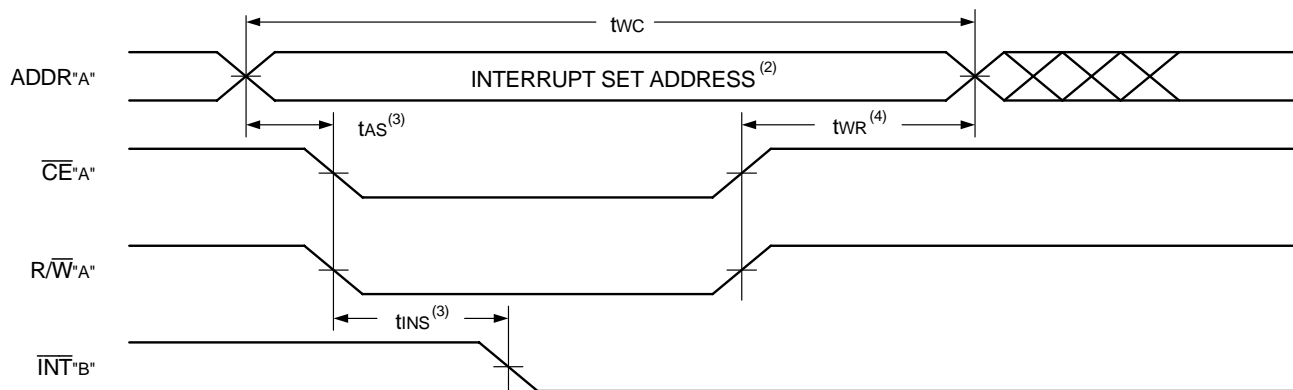 tWC
ADDR"A"
INTERRUPT SET ADDRESS(2)
tAS(3)
tWR(4)
CE"A"
R/W"A"
tINS(3)
INT"B"